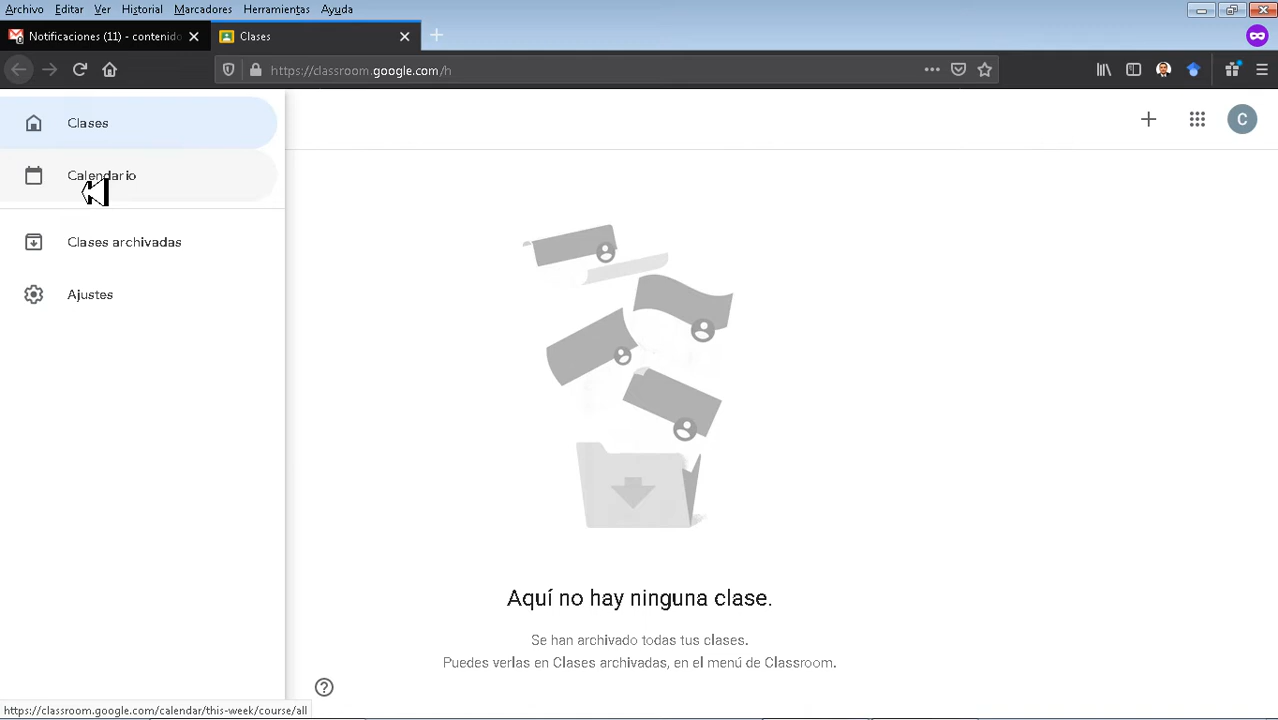 Archivo Editar Ver Historial Marcadores Herramientas Ayuda
Notificaciones (11) - contenido
Clases
https://classroom.google.com/h
Clases
C
Calendario
Clases archivadas
Ajustes
Aquí no hay ninguna clase.
Se han archivado todas tus clases.
Puedes verlas en Clases archivadas, en el menú de Classroom.
https://classroom.google.com/calendar/this-week/course/all